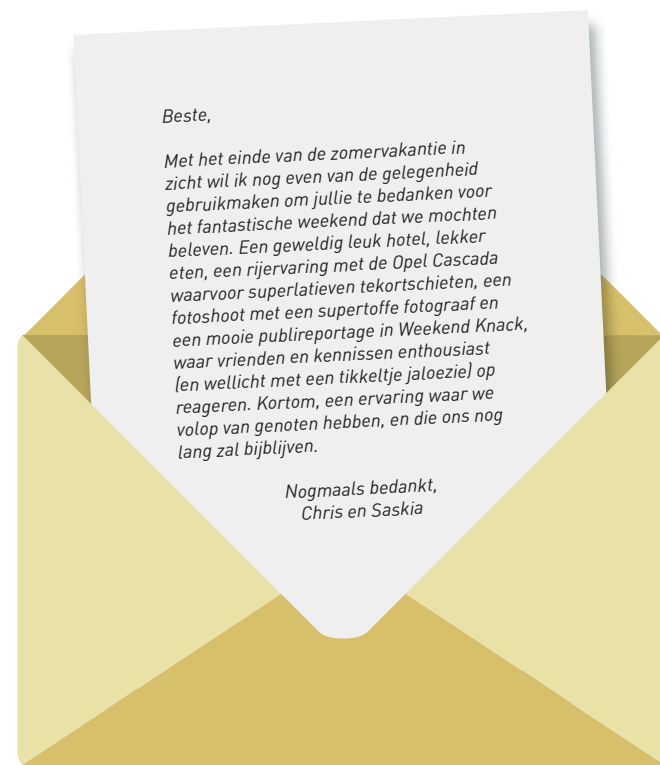 Beste,
Met het einde van de zomervakantie in
zicht wil ik nog even van de gelegenheid
gebruikmaken om jullie te bedanken voor
het fantastische weekend dat we mochten
beleven. Een geweldig leuk hotel, lekker
eten, een rijervaring met de Opel Cascada
waarvoor superlatieven tekortschieten, een
fotoshoot met een supertoffe fotograaf en
een mooie publireportage in Weekend Knack,
waar vrienden en kennissen enthousiast
(en wellicht met een tikkeltje jaloezie) op
reageren. Kortom, een ervaring waar we
volop van genoten hebben, en die ons nog
lang zal bijblijven.
Nogmaals bedankt,
Chris en Saskia